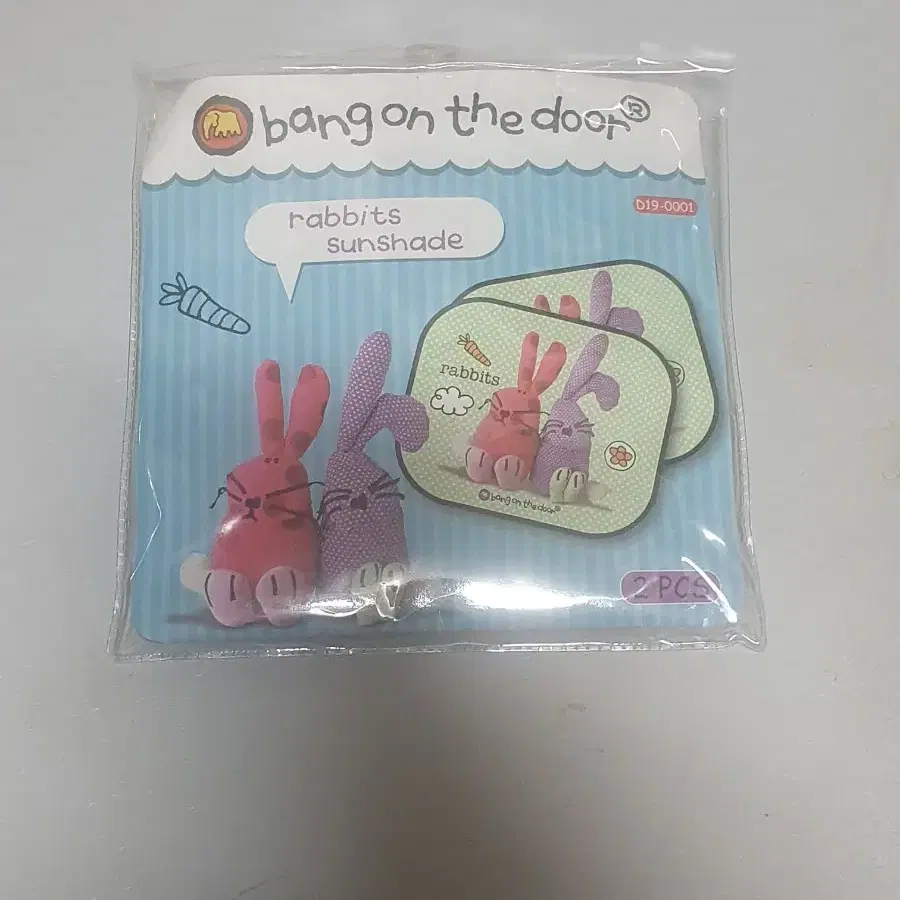 bang on the door®
D19-0001
rabbits
sunshade
rabbits
bang on the door®
2 PCS